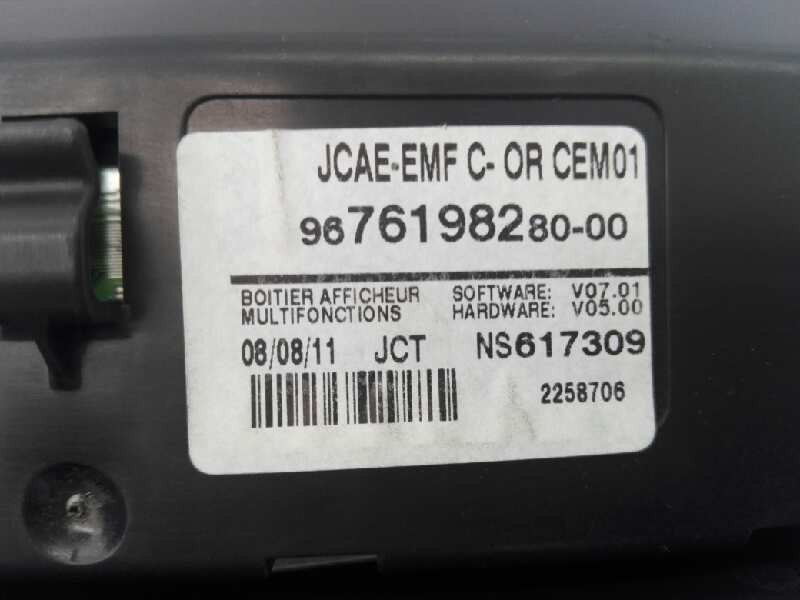 JCAE-EMF C- OR CEM01
9676198280-00
BOITIER AFFICHEUR SOFTWARE: V07.01
MULTIFONCTIONS HARDWARE: V05.00
08/08/11 JCT NS617309
2258706